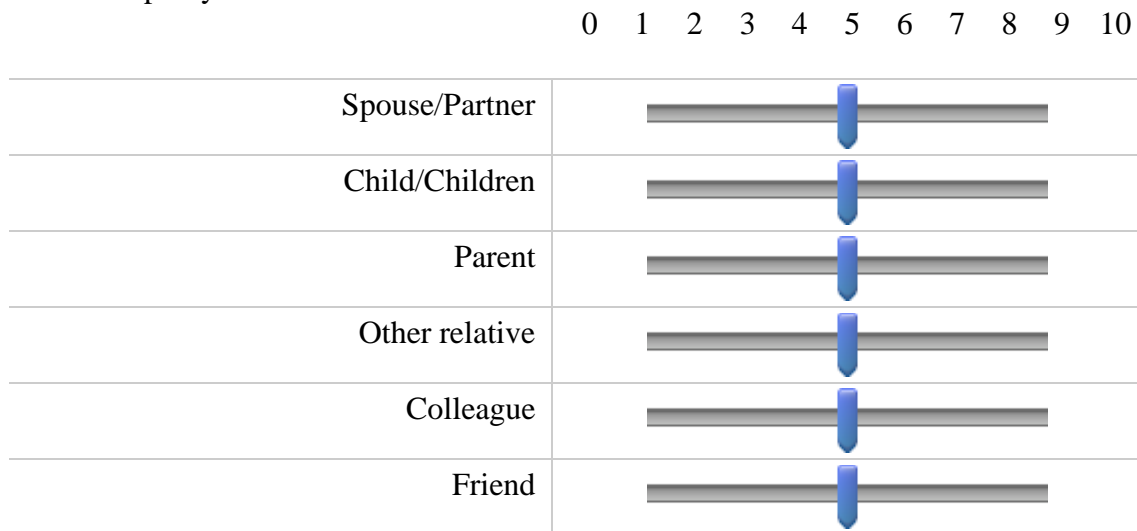 0 1 2 3 4 5 6 7 8 9 10
Spouse/Partner
Child/Children
Parent
Other relative
Colleague
Friend